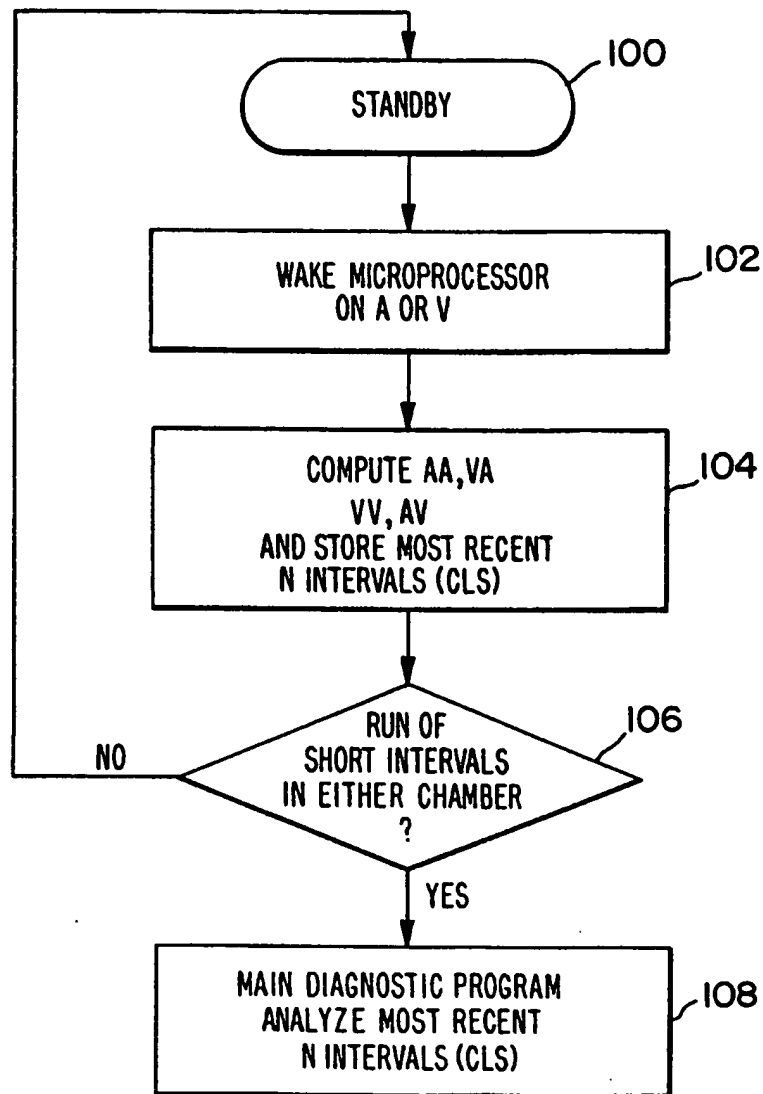 100
STANDBY
102
WAKE MICROPROCESSOR
ON A OR V
104
COMPUTE AA, VA
VV, AV
AND STORE MOST RECENT
N INTERVALS (CLS)
106
RUN OF
SHORT INTERVALS
IN EITHER CHAMBER
?
NO
YES
108
MAIN DIAGNOSTIC PROGRAM
ANALYZE MOST RECENT
N INTERVALS (CLS)